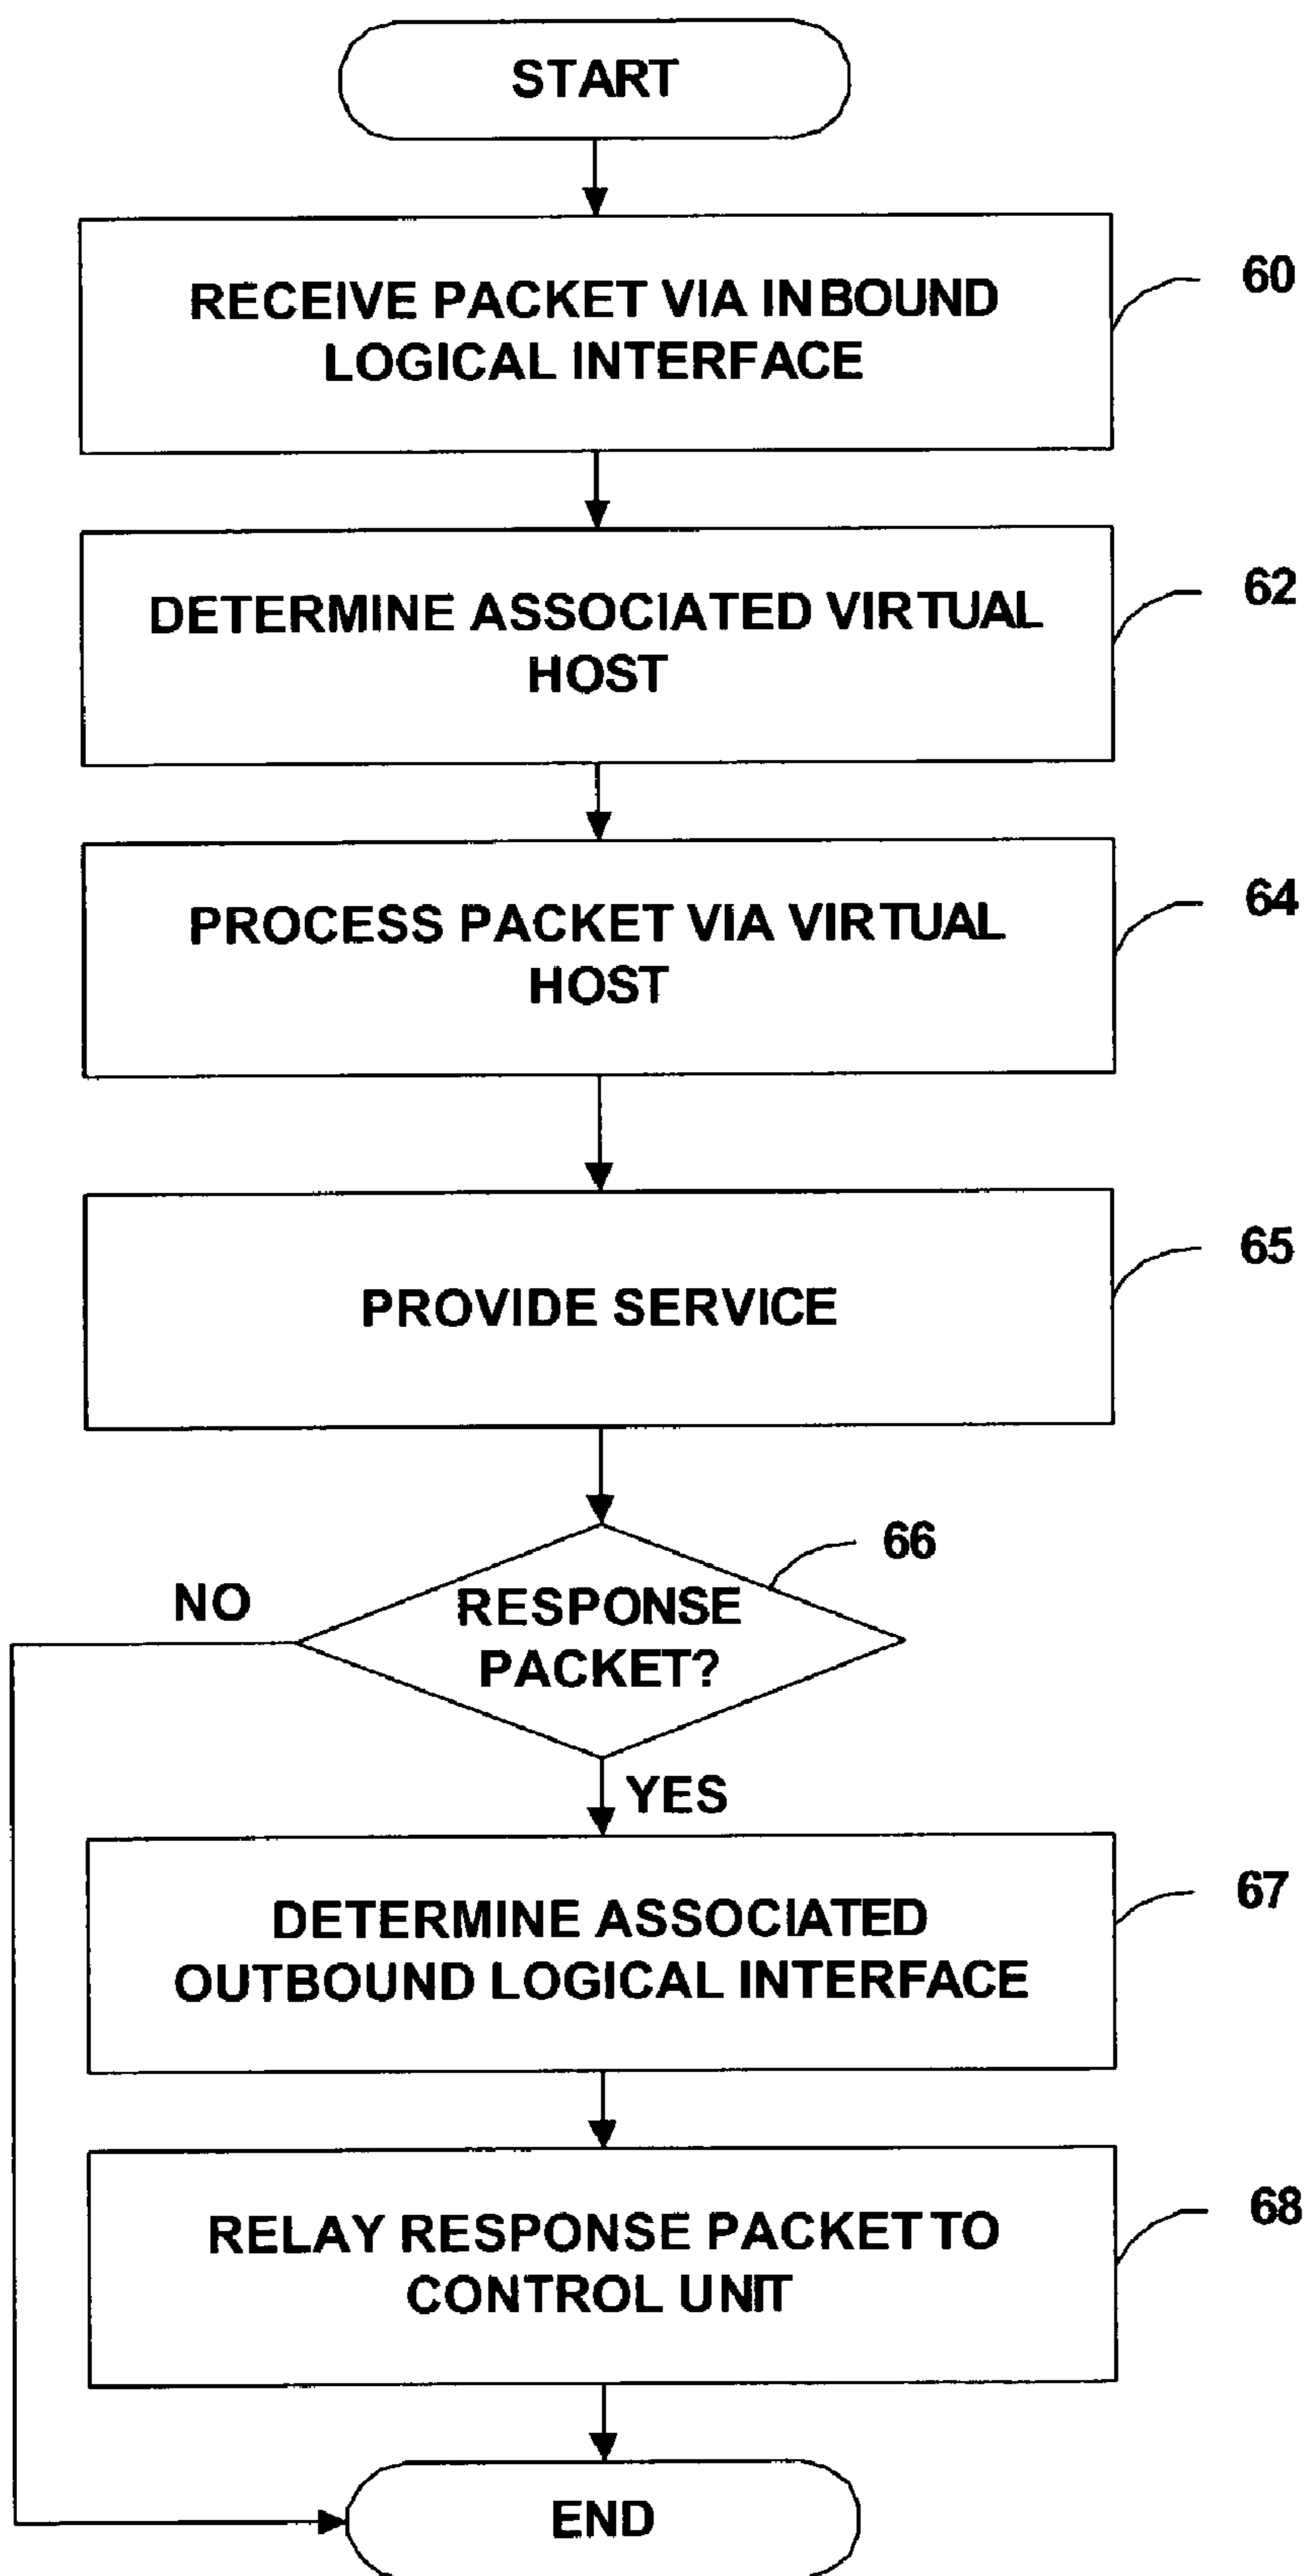 START
RECEIVE PACKET VIA INBOUND
LOGICAL INTERFACE
60
DETERMINE ASSOCIATED VIRTUAL
HOST
62
PROCESS PACKET VIA VIRTUAL
HOST
64
PROVIDE SERVICE
65
RESPONSE
PACKET?
66
NO
YES
DETERMINE ASSOCIATED
OUTBOUND LOGICAL INTERFACE
67
RELAY RESPONSE PACKET TO
CONTROL UNIT
68
END